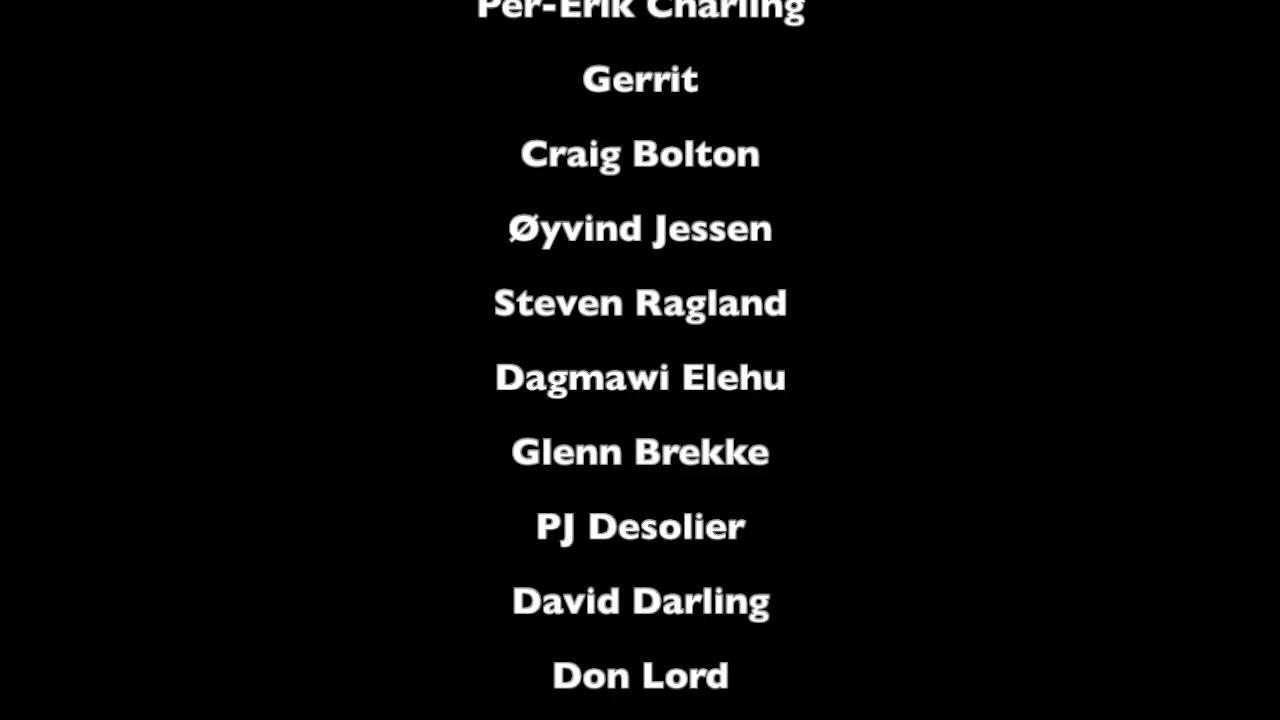 Per-Erik Charling
Gerrit
Craig Bolton
Øyvind Jessen
Steven Ragland
Dagmawi Elehu
Glenn Brekke
PJ Desolier
David Darling
Don Lord